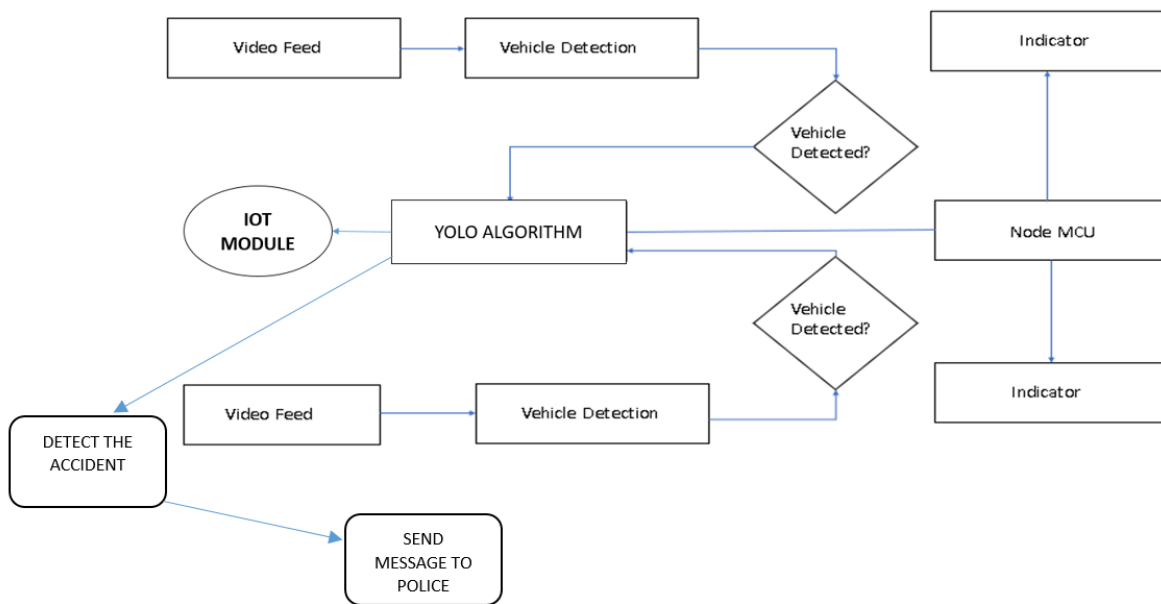 Video Feed
Vehicle Detection
Indicator
Vehicle
Detected?
IOT
MODULE
YOLO ALGORITHM
Node MCU
Vehicle
Detected?
Video Feed
Vehicle Detection
Indicator
DETECT THE
ACCIDENT
SEND
MESSAGE TO
POLICE